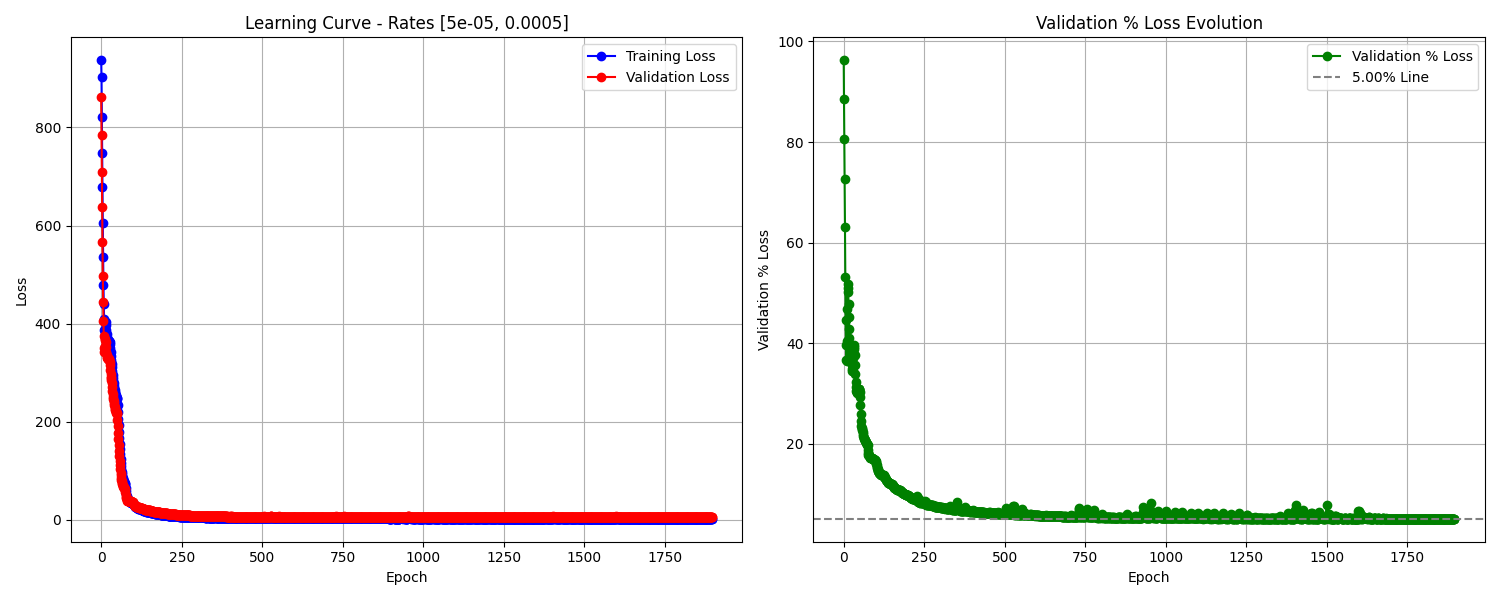 Learning Curve - Rates [5e-05, 0.0005]
Loss
800
600
400
200
0
Training Loss
Validation Loss
0 250 500 750 1000 1250 1500 1750
Epoch
Validation % Loss Evolution
Validation % Loss
100
80
60
40
20
Validation % Loss
5.00% Line
0 250 500 750 1000 1250 1500 1750
Epoch